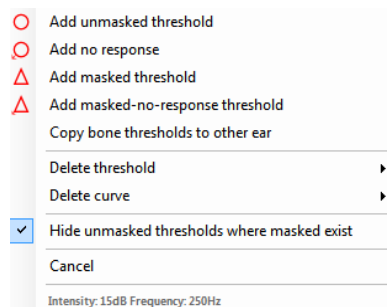 Add unmasked threshold
Add no response
Add masked threshold
Add masked-no-response threshold
Copy bone thresholds to other ear
Delete threshold
Delete curve
Hide unmasked thresholds where masked exist
Cancel
Intensity: 15dB Frequency: 250Hz